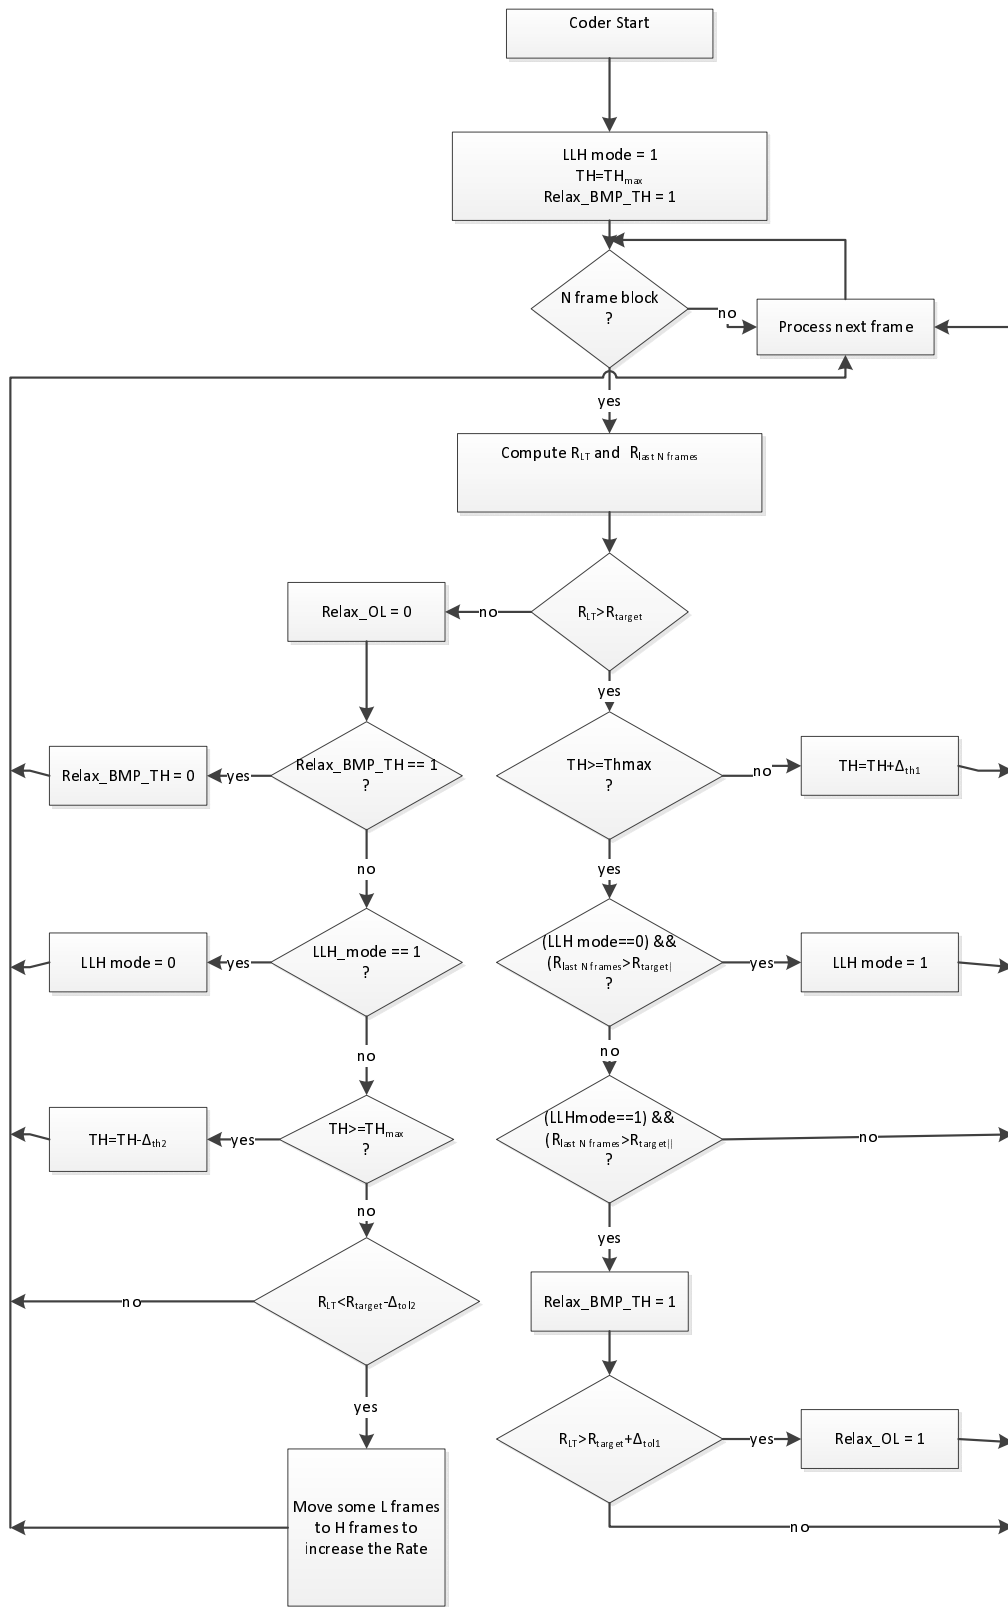 Coder Start
LLH mode = 1
TH=THmax
Relax_BMP_TH = 1
N frame block
?
no
Process next frame
yes
Compute RLT and Rlast N frames
Relax_OL = 0
no
RLT>Rtarget
yes
Relax_BMP_TH = 0
yes
Relax_BMP_TH == 1
?
TH>=Thmax
?
no
TH=TH+Δth1
no
yes
LLH mode = 0
yes
LLH_mode == 1
?
(LLH mode==0) &&
(Rlast N frames>Rtarget|
?
yes
LLH mode = 1
no
no
TH=TH-Δth2
yes
TH>=THmax
?
(LLHmode==1) &&
(Rlast N frames>Rtarget||
?
no
no
yes
no
RLT<Rtarget-Δtol2
Relax_BMP_TH = 1
yes
RLT>Rtarget+Δtol1
yes
Relax_OL = 1
Move some L frames
to H frames to
increase the Rate
no